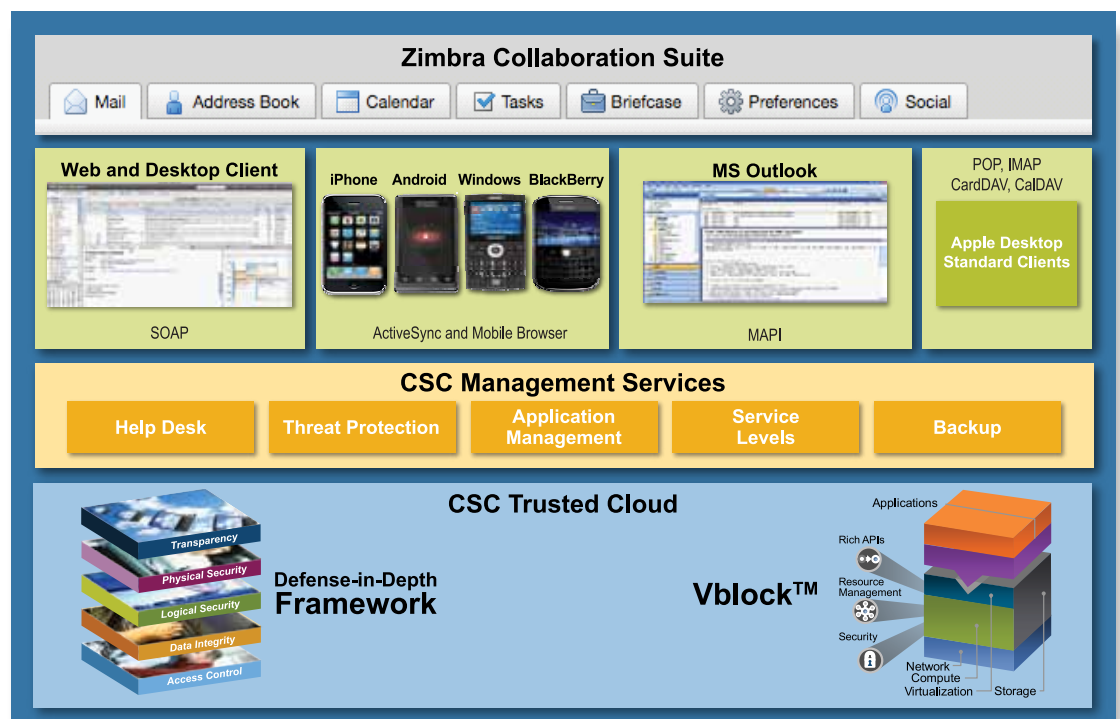 Zimbra Collaboration Suite
Mail
Address Book
Calendar
Tasks
Briefcase
Preferences
Social
Web and Desktop Client
SOAP
iPhone
Android
Windows
BlackBerry
ActiveSync and Mobile Browser
MS Outlook
MAPI
POP, IMAP
CardDAV, CalDAV
Apple Desktop
Standard Clients
CSC Management Services
Help Desk
Threat Protection
Application
Management
Service
Levels
Backup
CSC Trusted Cloud
Transparency
Physical Security
Logical Security
Data Integrity
Access Control
Defense-in-Depth
Framework
Vblock™
Applications
Rich APIs
Resource
Management
Security
Network
Compute
Virtualization
Storage